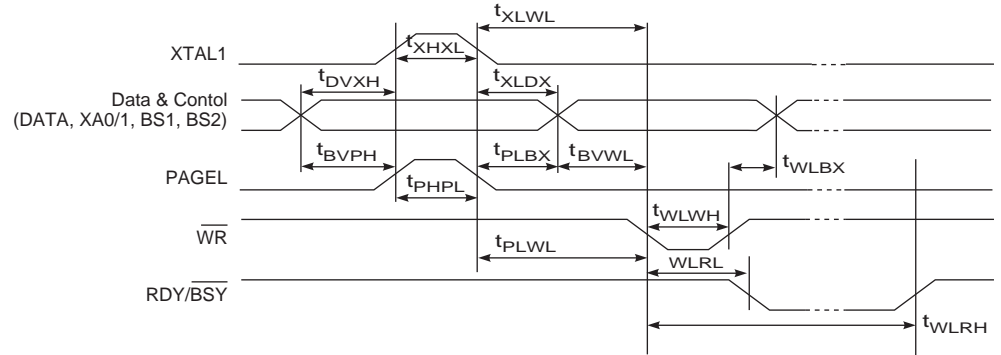 tXLWL
XTAL1
tXHXL
tDVXH
tXLDX
Data & Contol
(DATA, XA0/1, BS1, BS2)
tBVPH
tPLBX
tBVWL
tWLBX
PAGEL
tPHPL
tWLWH
WR
tPLWL
WLRL
RDY/BSY
tWLRH